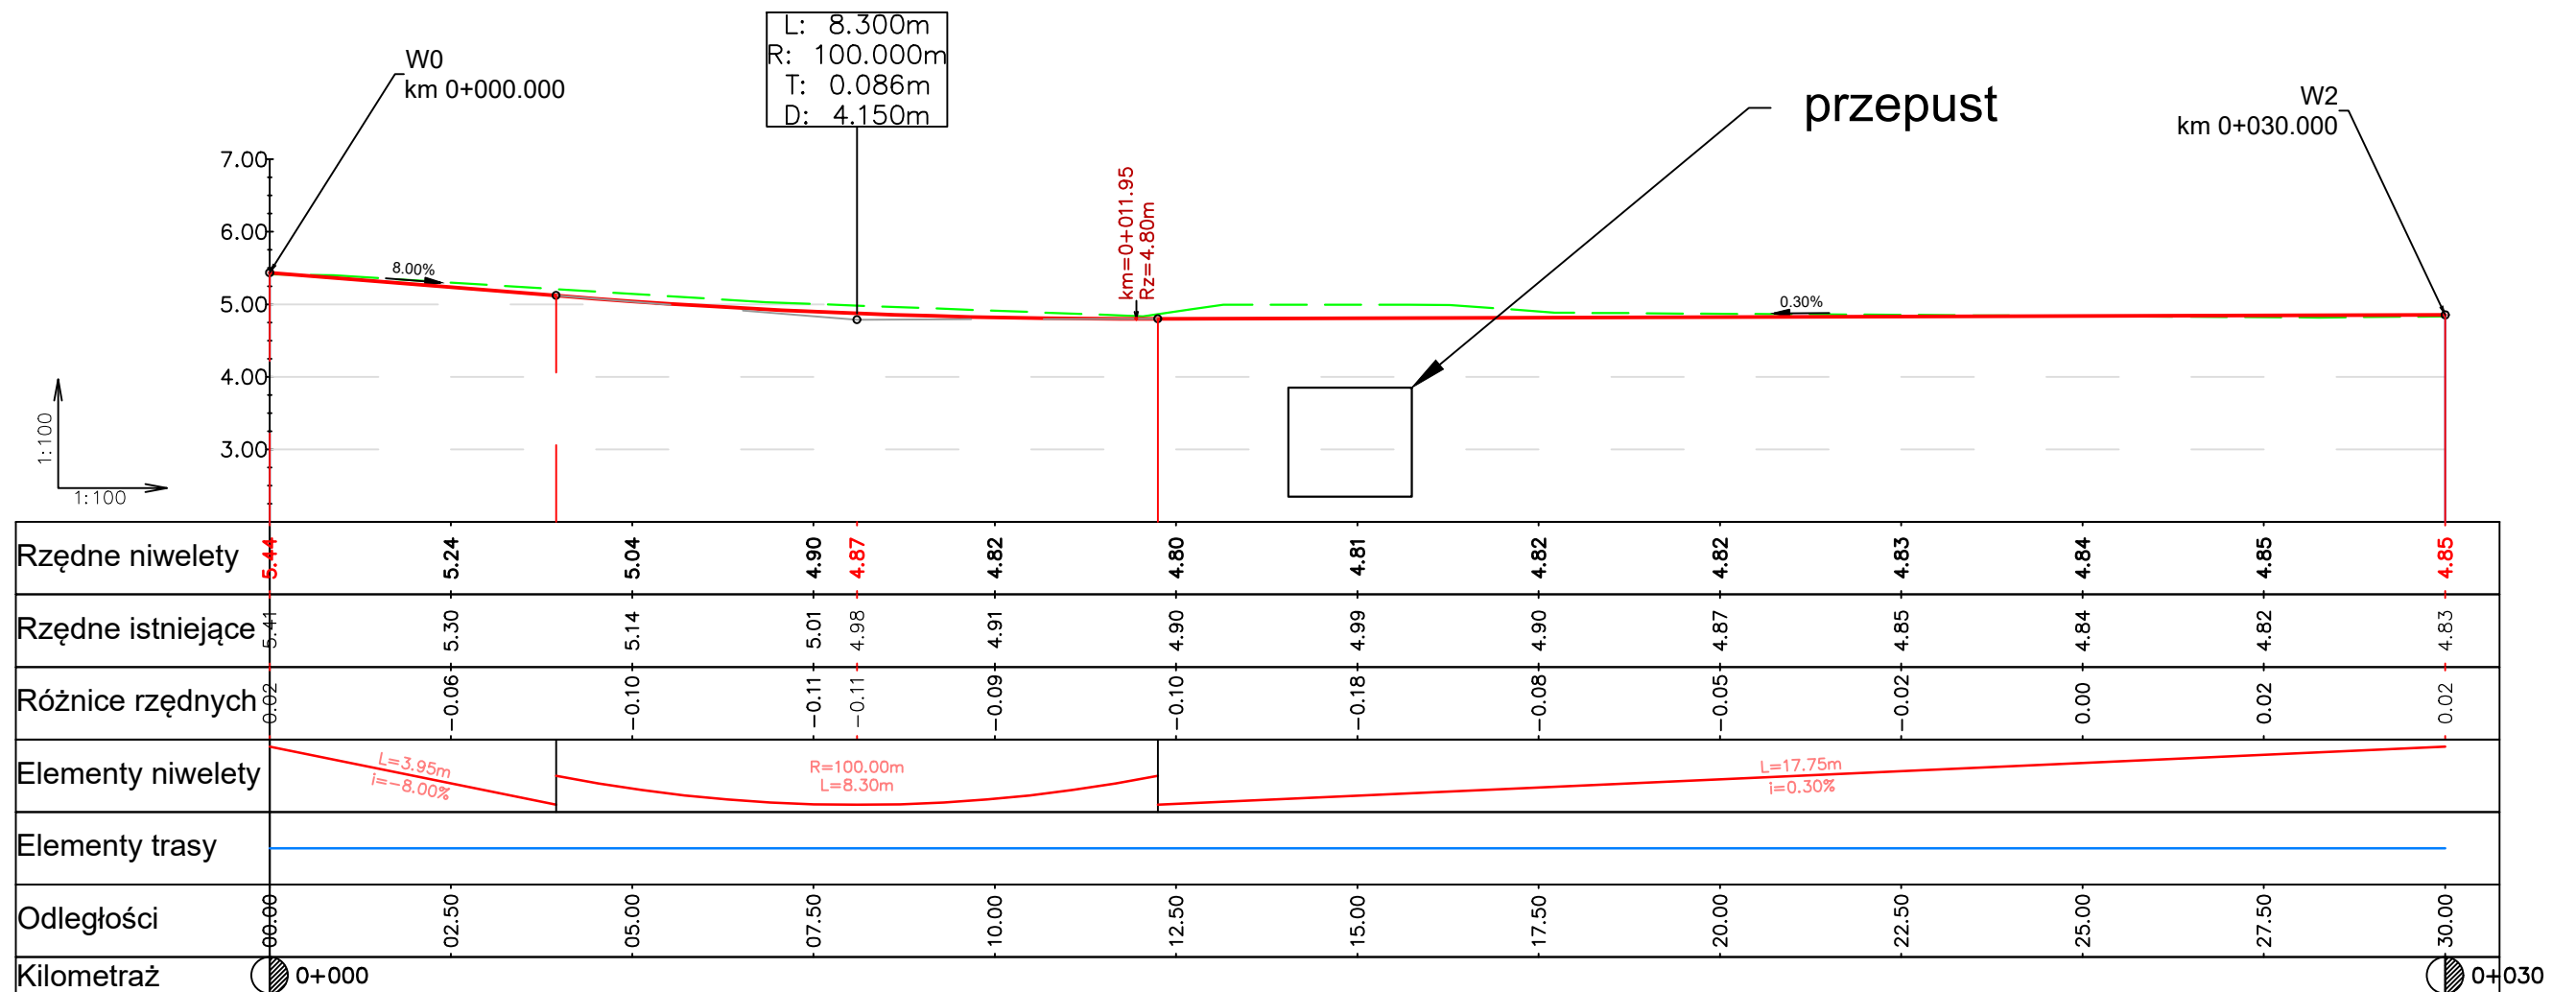 L: 8.300m
R: 100.000m
T: 0.086m
D: 4.150m
W0
km 0+000.000
przepust
W2
km 0+030.000
km=0+011.95
Rz=4.80m
7.00
6.00
5.00
4.00
3.00
8.00%
0.30%
1:100
1:100
Rzędne niwelety 5.44 5.24 5.04 4.90 4.87 4.82 4.80 4.81 4.82 4.82 4.83 4.84 4.85 4.85
Rzędne istniejące 5.41 5.30 5.14 5.01 4.98 4.91 4.90 4.99 4.90 4.87 4.85 4.84 4.82 4.83
Różnice rzędnych 0.02 -0.06 -0.10 -0.11 -0.11 -0.09 -0.10 -0.18 -0.08 -0.05 -0.02 0.00 0.02 0.02
Elementy niwelety
L=3.95m
i=-8.00%
R=100.00m
L=8.30m
L=17.75m
i=0.30%
Elementy trasy
Odległości 00.00 02.50 05.00 07.50 10.00 12.50 15.00 17.50 20.00 22.50 25.00 27.50 30.00
Kilometraż 0+000 0+030